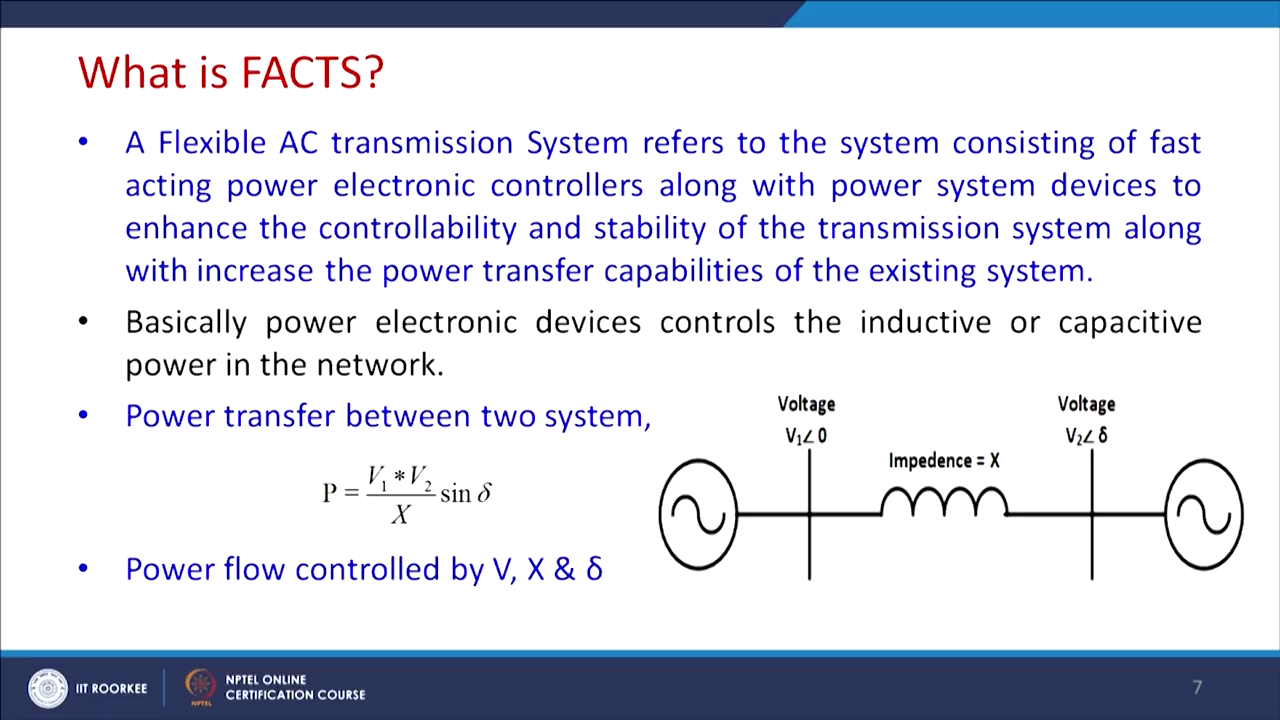 What is FACTS?
• A Flexible AC transmission System refers to the system consisting of fast
acting power electronic controllers along with power system devices to
enhance the controllability and stability of the transmission system along
with increase the power transfer capabilities of the existing system.
• Basically power electronic devices controls the inductive or capacitive
power in the network.
• Power transfer between two system,
P = V₁ * V₂ / X sin δ
• Power flow controlled by V, X & δ
Voltage
V₁∠ 0
Impedence = X
Voltage
V₂∠ δ
IIT ROORKEE
NPTEL
NPTEL ONLINE
CERTIFICATION COURSE
7